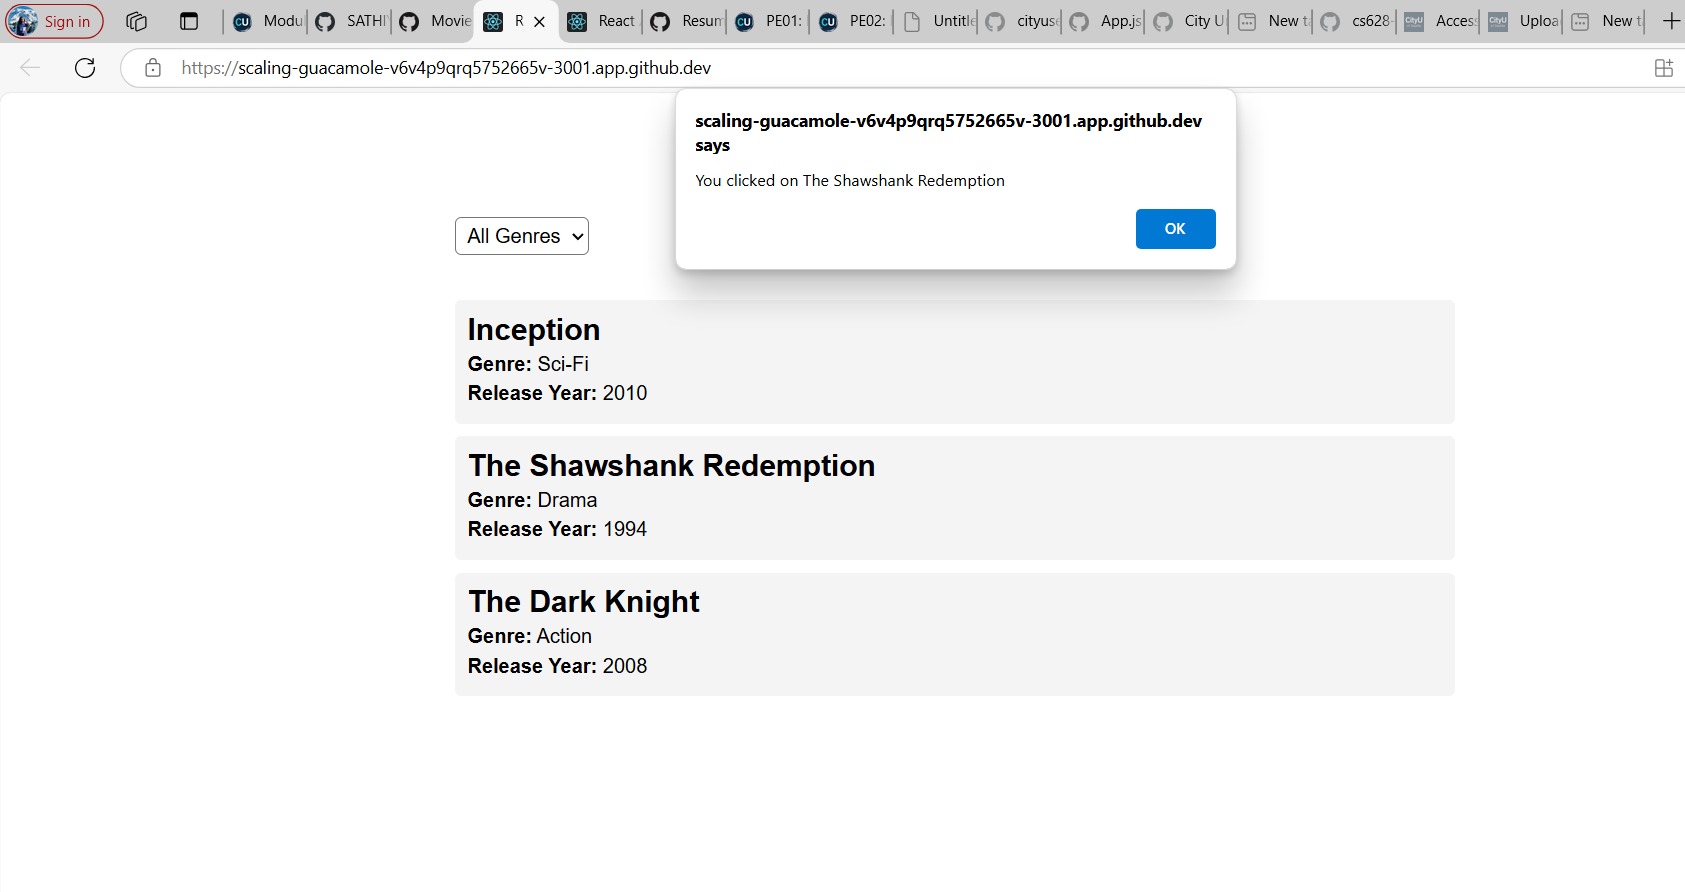 Sign in
Modu
SATHI
Movie
R
React
Resum
PE01:
PE02:
Untitle
cityuse
App.js
City U
New t
cs628-
Acces
Uploa
New t
https://scaling-guacamole-v6v4p9qrq5752665v-3001.app.github.dev
scaling-guacamole-v6v4p9qrq5752665v-3001.app.github.dev
says
You clicked on The Shawshank Redemption
OK
All Genres
Inception
Genre: Sci-Fi
Release Year: 2010
The Shawshank Redemption
Genre: Drama
Release Year: 1994
The Dark Knight
Genre: Action
Release Year: 2008